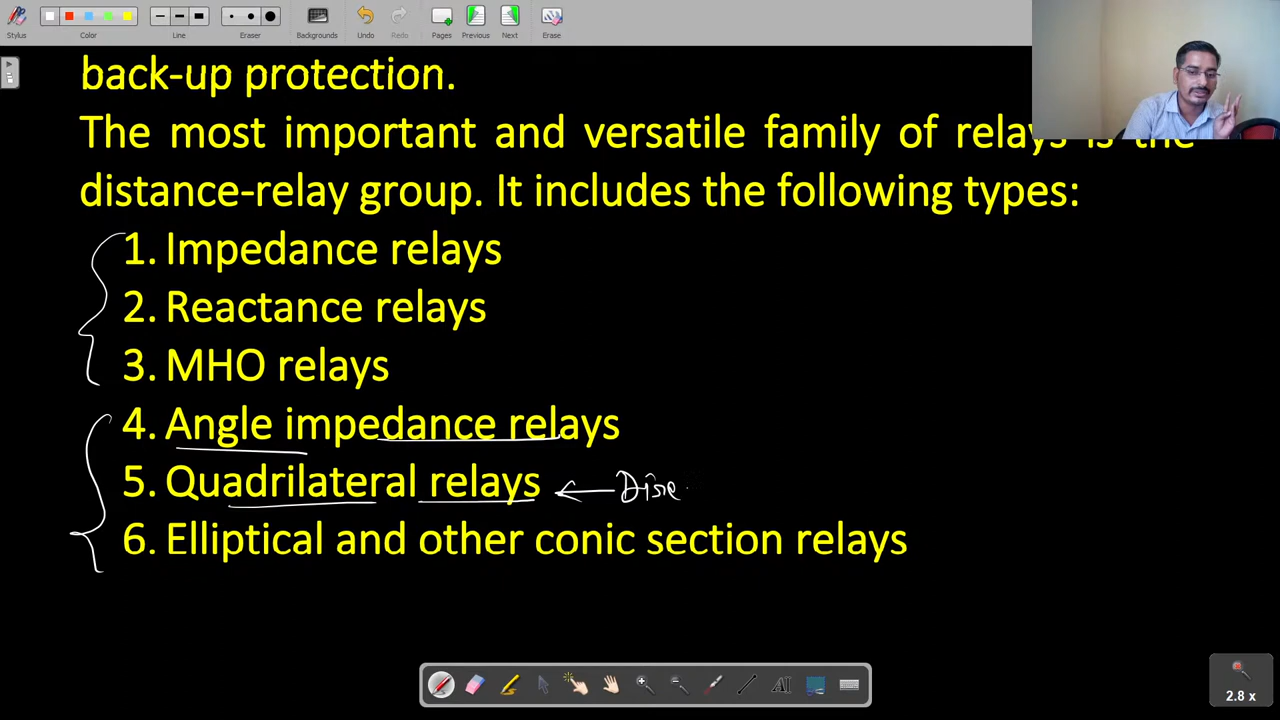 Stylus Color Line Eraser Backgrounds Undo Redo Pages Previous Next Erase
back-up protection.
The most important and versatile family of relays is the
distance-relay group. It includes the following types:
1. Impedance relays
2. Reactance relays
3. MHO relays
4. Angle impedance relays
5. Quadrilateral relays
6. Elliptical and other conic section relays
AI
2.8 x